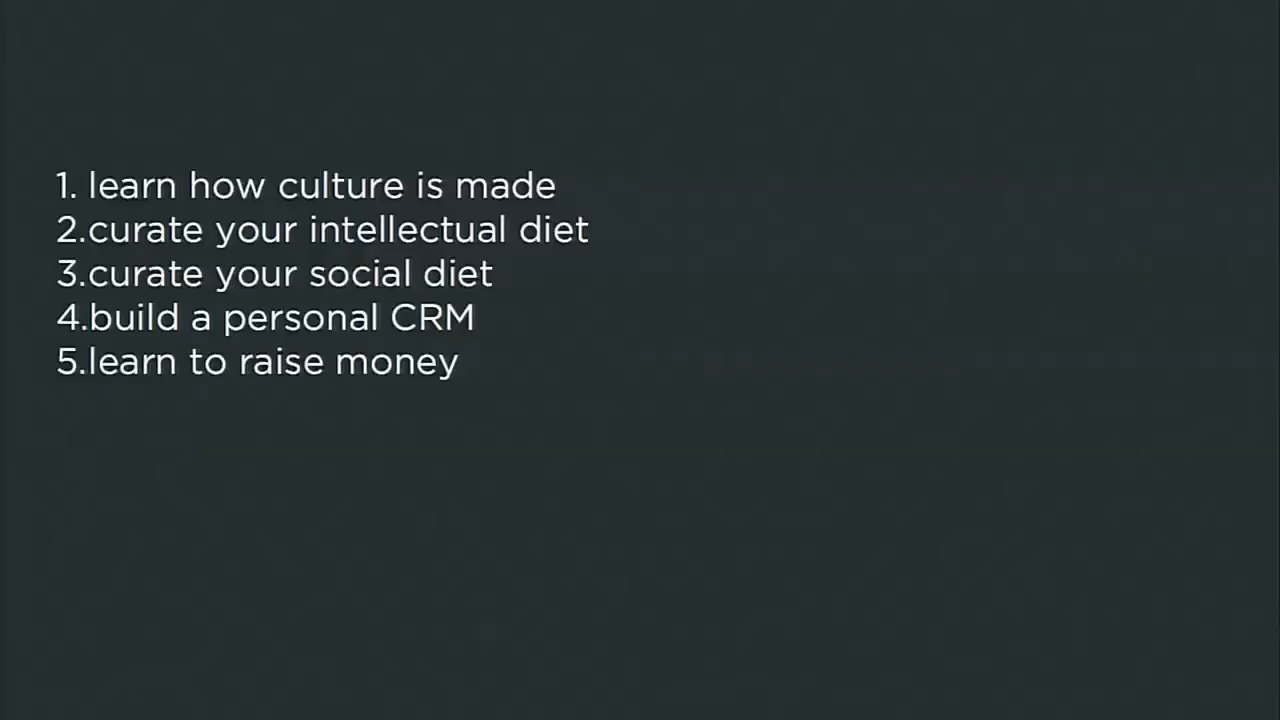 1. learn how culture is made
2.curate your intellectual diet
3.curate your social diet
4.build a personal CRM
5.learn to raise money